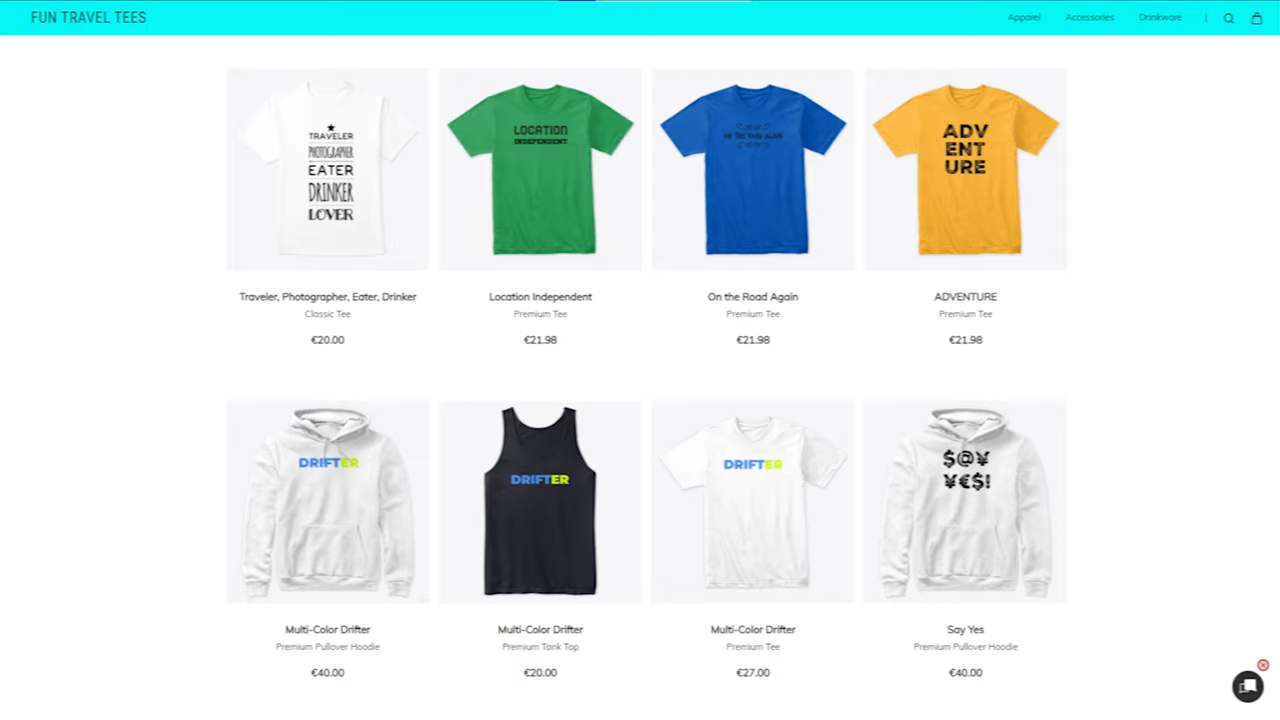 FUN TRAVEL TEES
Apparel Accessories Drinkware |
TRAVELER
PHOTOGRAPHER
EATER
DRINKER
LOVER
LOCATION
INDEPENDENT
ON THE ROAD AGAIN
ADV
ENT
URE
Traveler, Photographer, Eater, Drinker
Classic Tee
€20.00
Location Independent
Premium Tee
€21.98
On the Road Again
Premium Tee
€21.98
ADVENTURE
Premium Tee
€21.98
DRIFTER
DRIFTER
DRIFTER
$@¥
¥€$!
Multi-Color Drifter
Premium Pullover Hoodie
€40.00
Multi-Color Drifter
Premium Tank Top
€20.00
Multi-Color Drifter
Premium Tee
€27.00
Say Yes
Premium Pullover Hoodie
€40.00